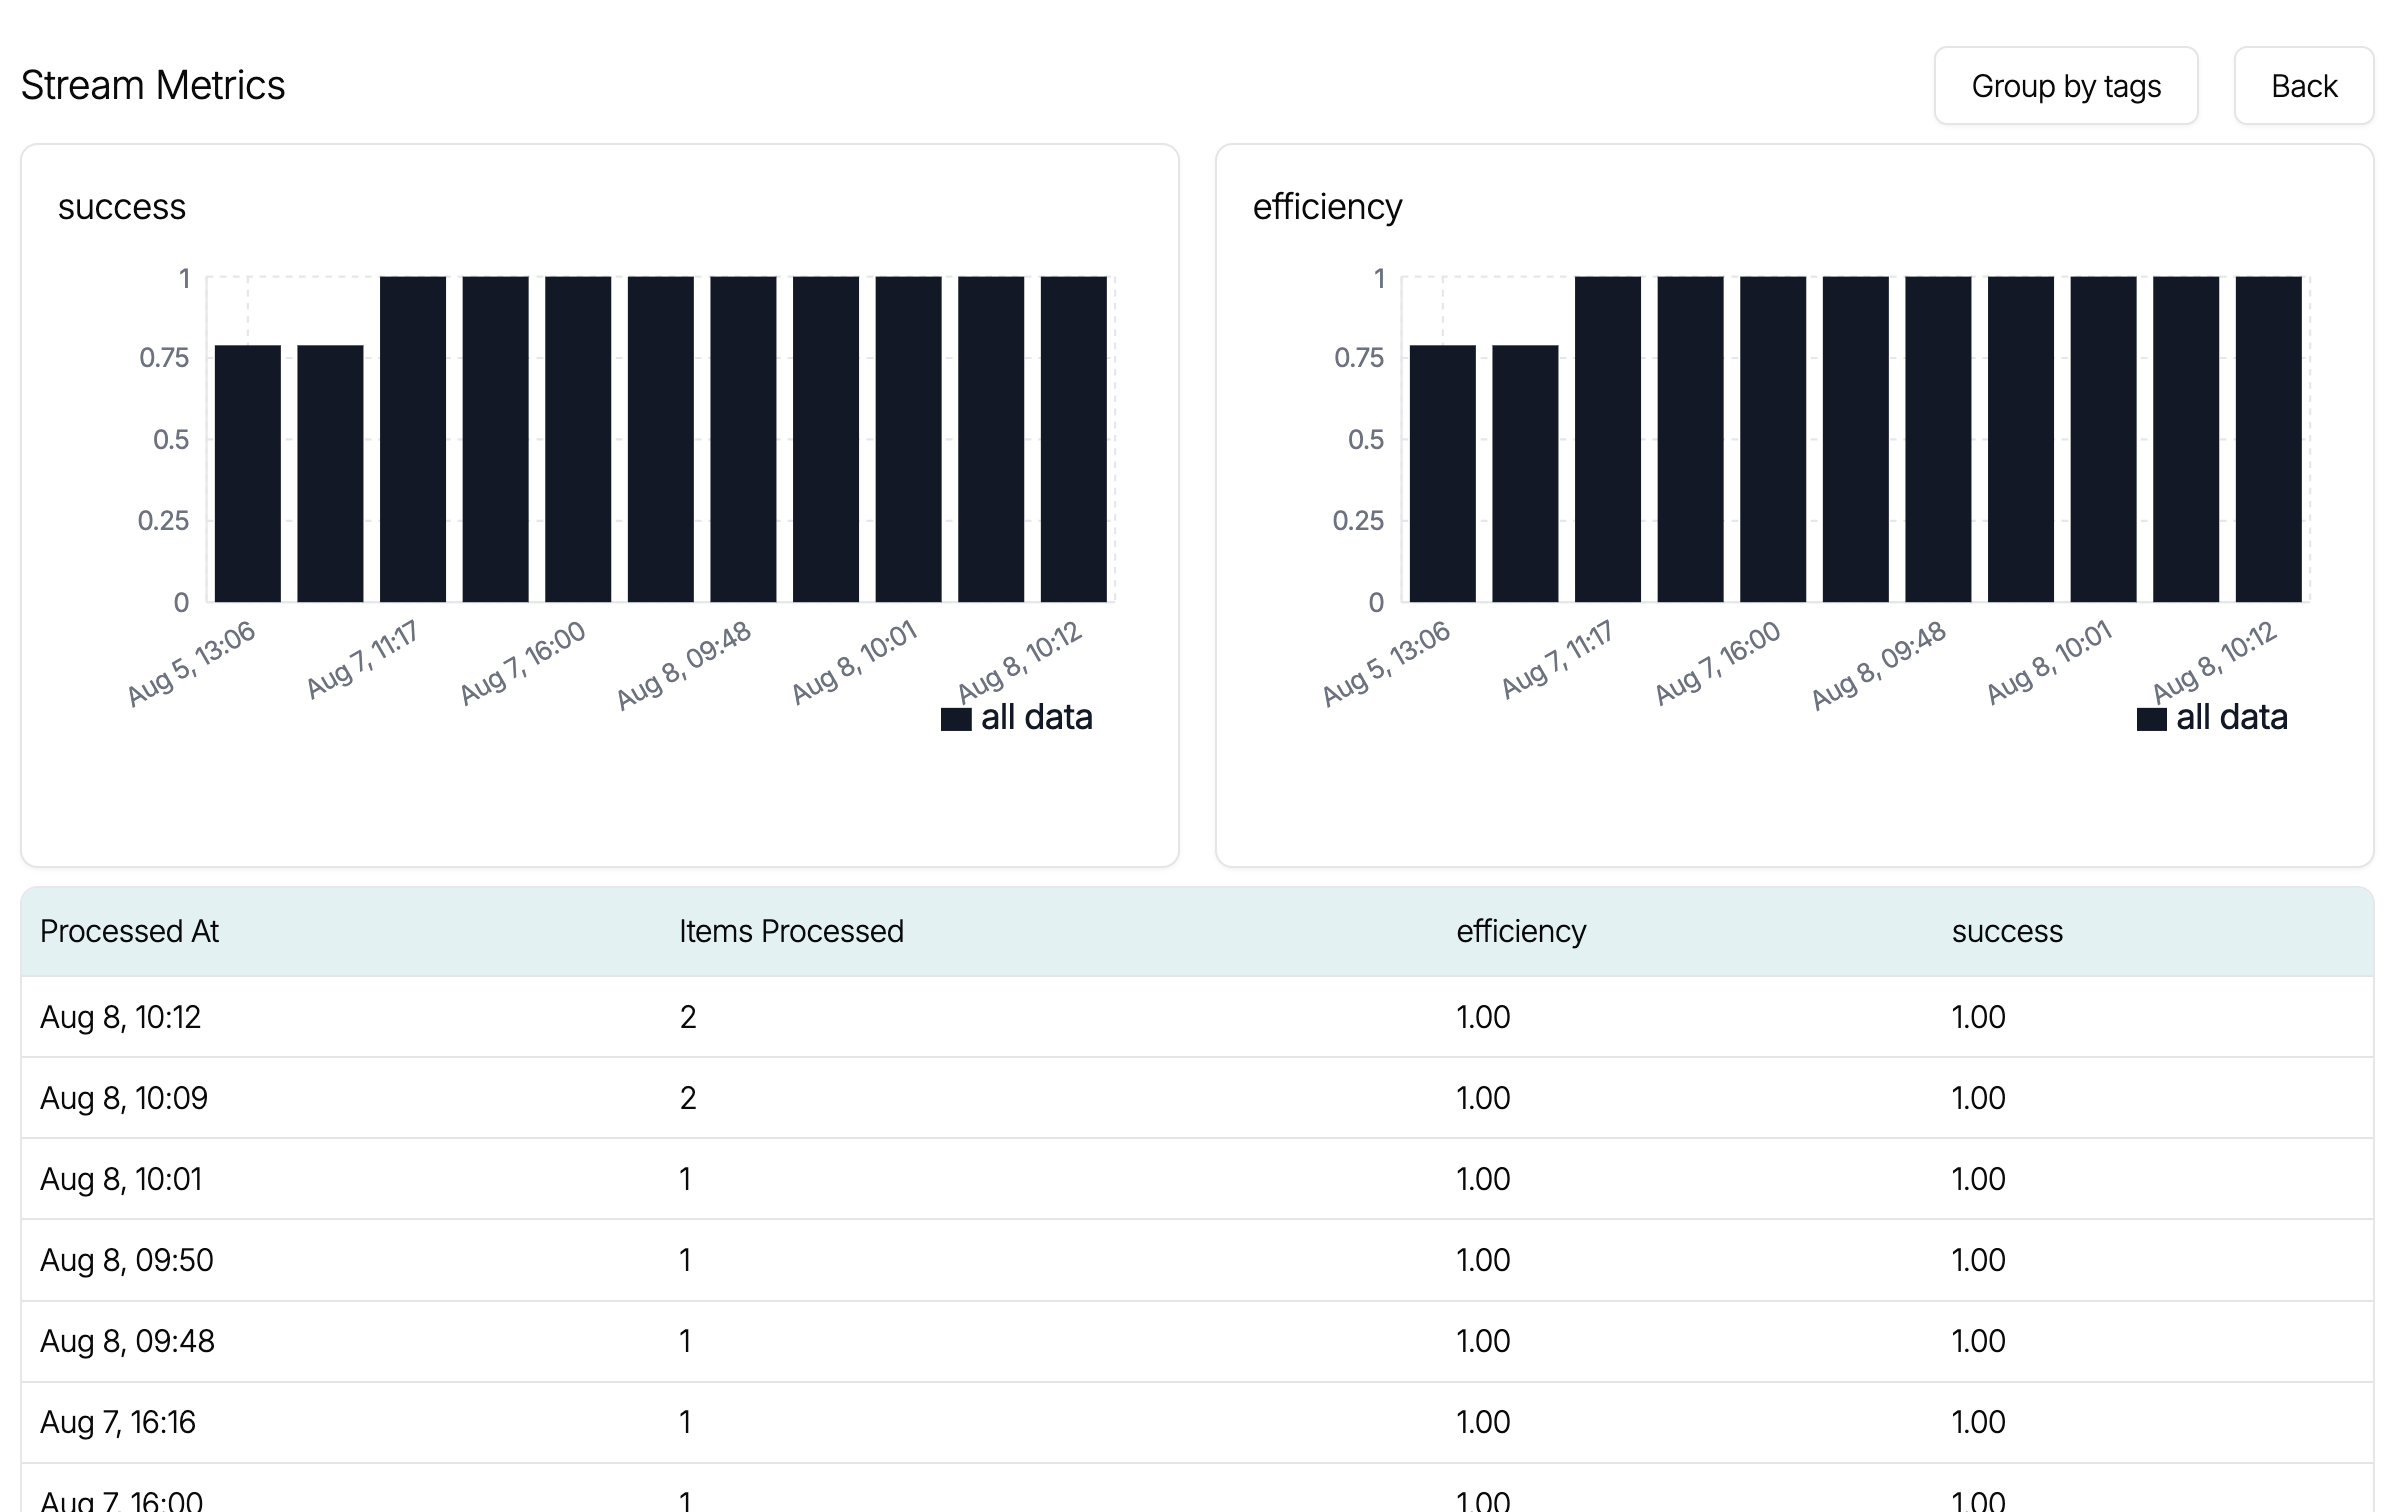 Stream Metrics
Group by tags
Back
success
1
0.75
0.5
0.25
0
Aug 5, 13:06
Aug 7, 11:17
Aug 7, 16:00
Aug 8, 09:48
Aug 8, 10:01
Aug 8, 10:12
all data
efficiency
1
0.75
0.5
0.25
0
Aug 5, 13:06
Aug 7, 11:17
Aug 7, 16:00
Aug 8, 09:48
Aug 8, 10:01
Aug 8, 10:12
all data
Processed At Items Processed efficiency success
Aug 8, 10:12 2 1.00 1.00
Aug 8, 10:09 2 1.00 1.00
Aug 8, 10:01 1 1.00 1.00
Aug 8, 09:50 1 1.00 1.00
Aug 8, 09:48 1 1.00 1.00
Aug 7, 16:16 1 1.00 1.00
Aug 7, 16:00 1 1.00 1.00